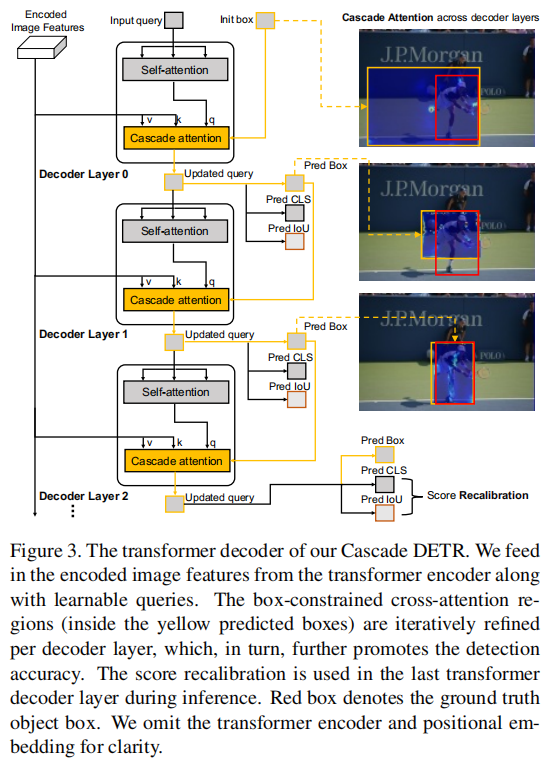 Encoded
Image Features
Input query
Init box
Cascade Attention across decoder layers
Self-attention
v
k
q
Cascade attention
J.P.Morgan
POLO
Decoder Layer 0
Updated query
Pred Box
Pred CLS
Pred IoU
Self-attention
v
k
q
Cascade attention
J.P.Morgan
Decoder Layer 1
Updated query
Pred Box
Pred CLS
Pred IoU
Self-attention
v
k
q
Cascade attention
J.P.Morgan
POLO
Decoder Layer 2
Updated query
Pred Box
Pred CLS
Pred IoU
Score Recalibration
Figure 3. The transformer decoder of our Cascade DETR. We feed
in the encoded image features from the transformer encoder along
with learnable queries. The box-constrained cross-attention re-
gions (inside the yellow predicted boxes) are iteratively refined
per decoder layer, which, in turn, further promotes the detection
accuracy. The score recalibration is used in the last transformer
decoder layer during inference. Red box denotes the ground truth
object box. We omit the transformer encoder and positional em-
bedding for clarity.